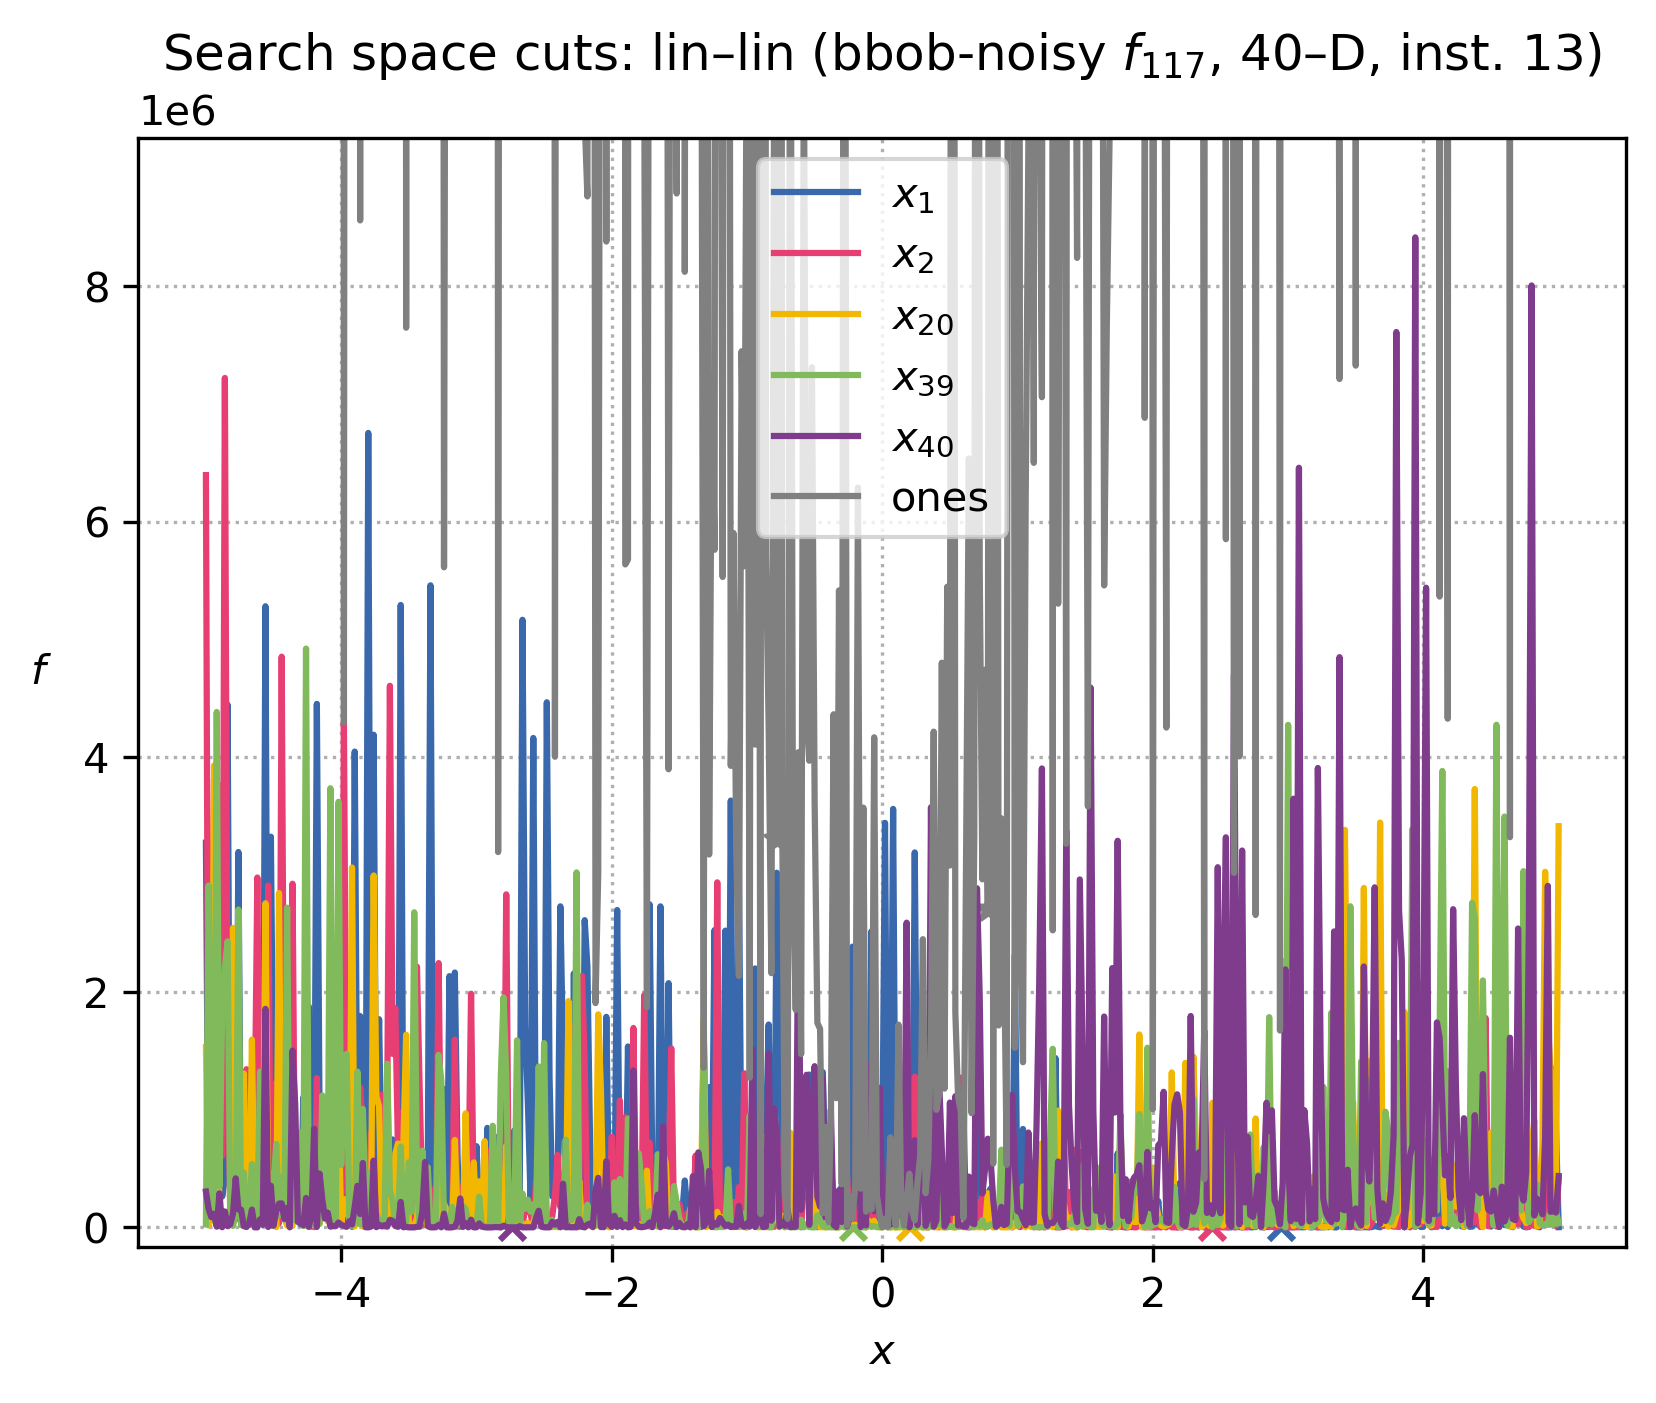 Search space cuts: lin–lin (bbob-noisy f₁₁₇, 40–D, inst. 13)
1e6
x₁
x₂
x₂₀
x₃₉
x₄₀
ones
8
6
4
2
0
f
−4 −2 0 2 4
x